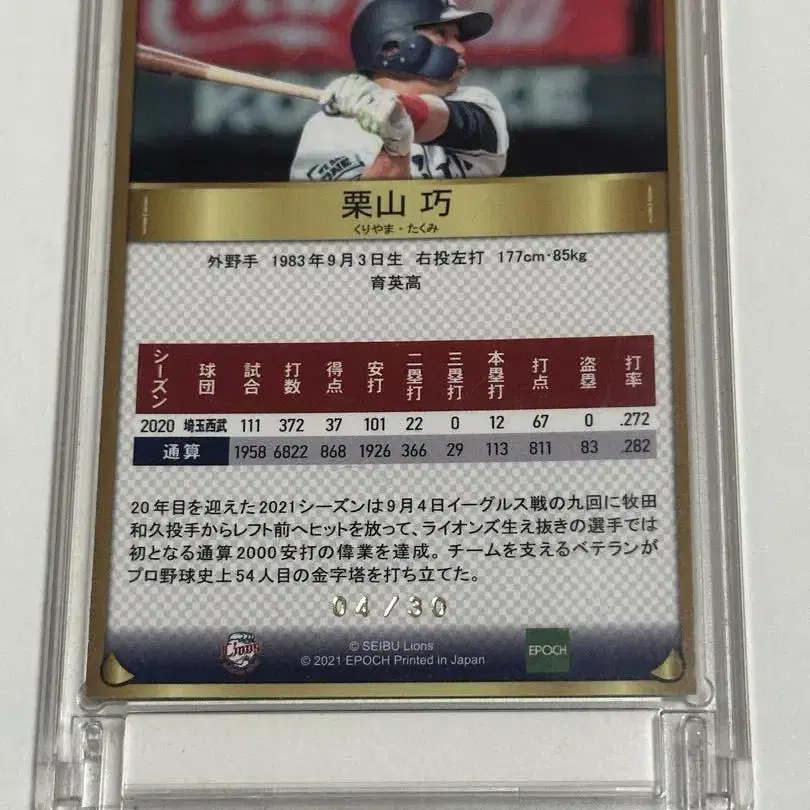 栗山 巧
くりやま・たくみ
外野手 1983年9月3日生 右投左打 177cm・85kg
育英高
シーズン 球団 試合 打数 得点 安打 二塁打 三塁打 本塁打 打点 盗塁 打率
2020 埼玉西武 111 372 37 101 22 0 12 67 0 .272
通算 1958 6822 868 1926 366 29 113 811 83 .282
20年目を迎えた2021シーズンは9月4日イーグルス戦の九回に牧田
和久投手からレフト前へヒットを放って、ライオンズ生え抜きの選手では
初となる通算2000安打の偉業を達成。チームを支えるベテランが
プロ野球史上54人目の金字塔を打ち立てた。
04/30
Lions
© SEIBU Lions
© 2021 EPOCH Printed in Japan
EPOCH